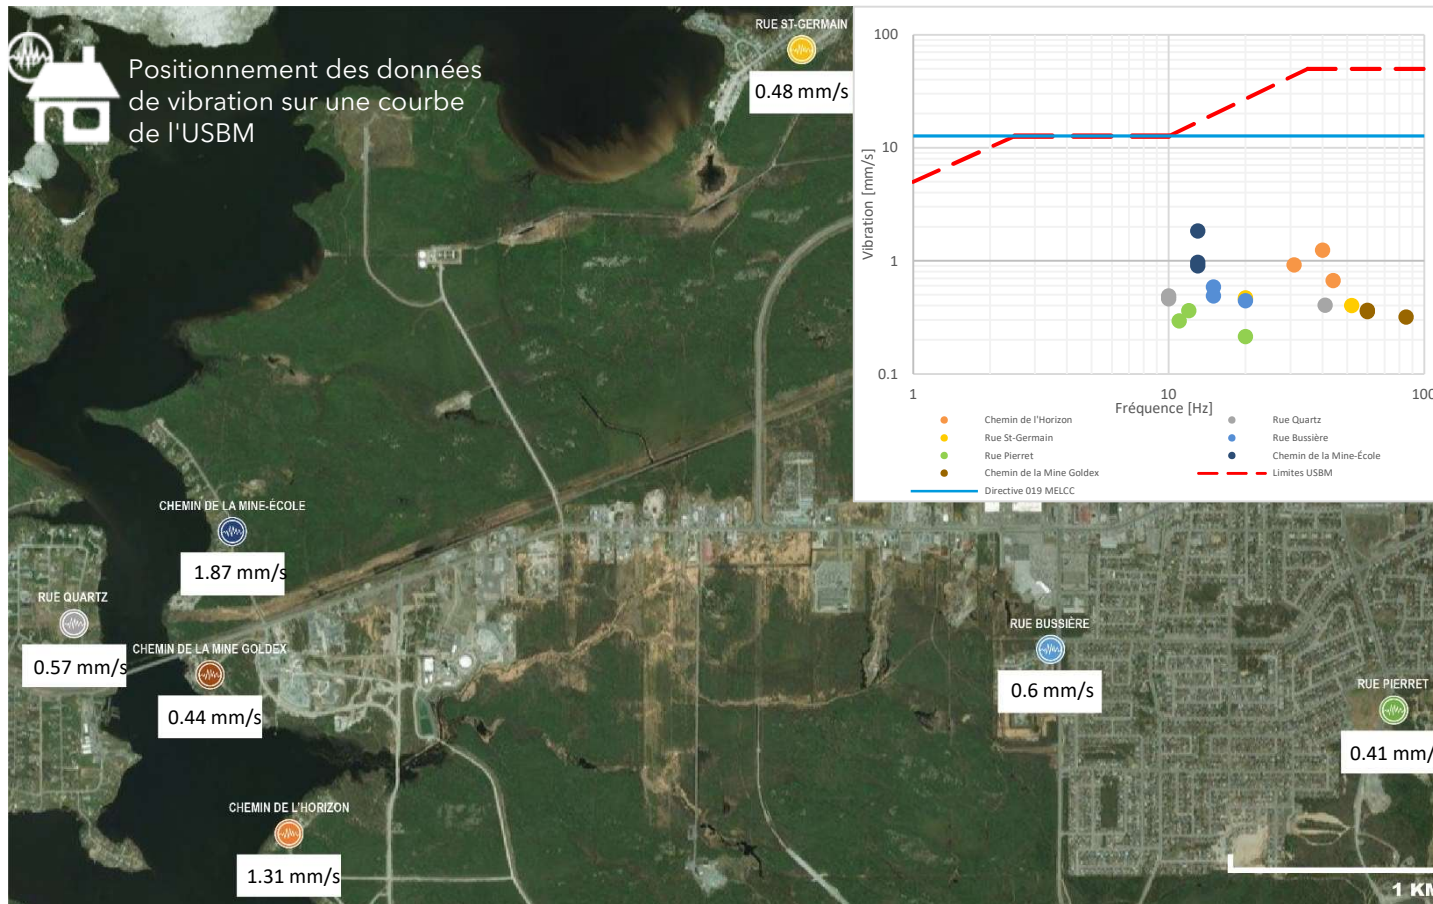 Positionnement des données
de vibration sur une courbe
de l'USBM
RUE ST-GERMAIN
0.48 mm/s
100
10
1
0.1
Vibration [mm/s]
1
10
100
Fréquence [Hz]
Chemin de l'Horizon
Rue Quartz
Rue St-Germain
Rue Bussière
Rue Pierret
Chemin de la Mine-École
Chemin de la Mine Goldex
Limites USBM
Directive 019 MELCC
CHEMIN DE LA MINE-ÉCOLE
1.87 mm/s
RUE QUARTZ
0.57 mm/s
CHEMIN DE LA MINE GOLDEX
0.44 mm/s
RUE BUSSIÈRE
0.6 mm/s
RUE PIERRET
0.41 mm/
CHEMIN DE L'HORIZON
1.31 mm/s
1 KM